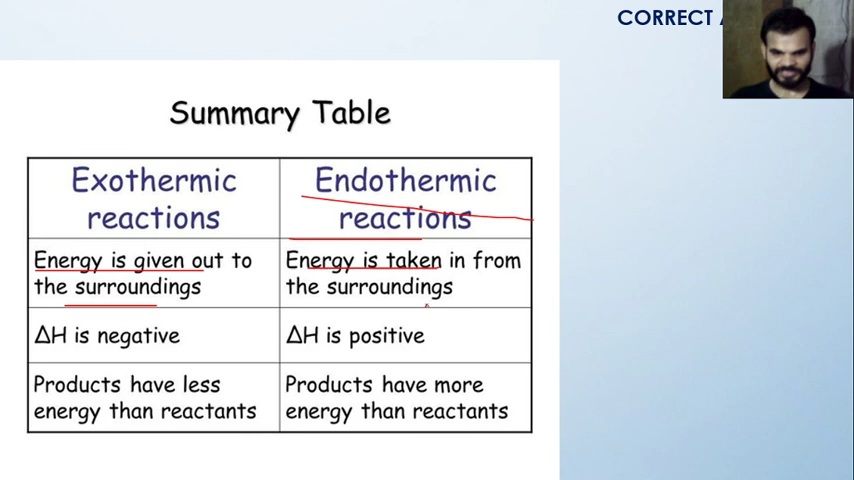 CORRECT
Summary Table
Exothermic
reactions
Endothermic
reactions
Energy is given out to
the surroundings
Energy is taken in from
the surroundings
ΔH is negative
ΔH is positive
Products have less
energy than reactants
Products have more
energy than reactants